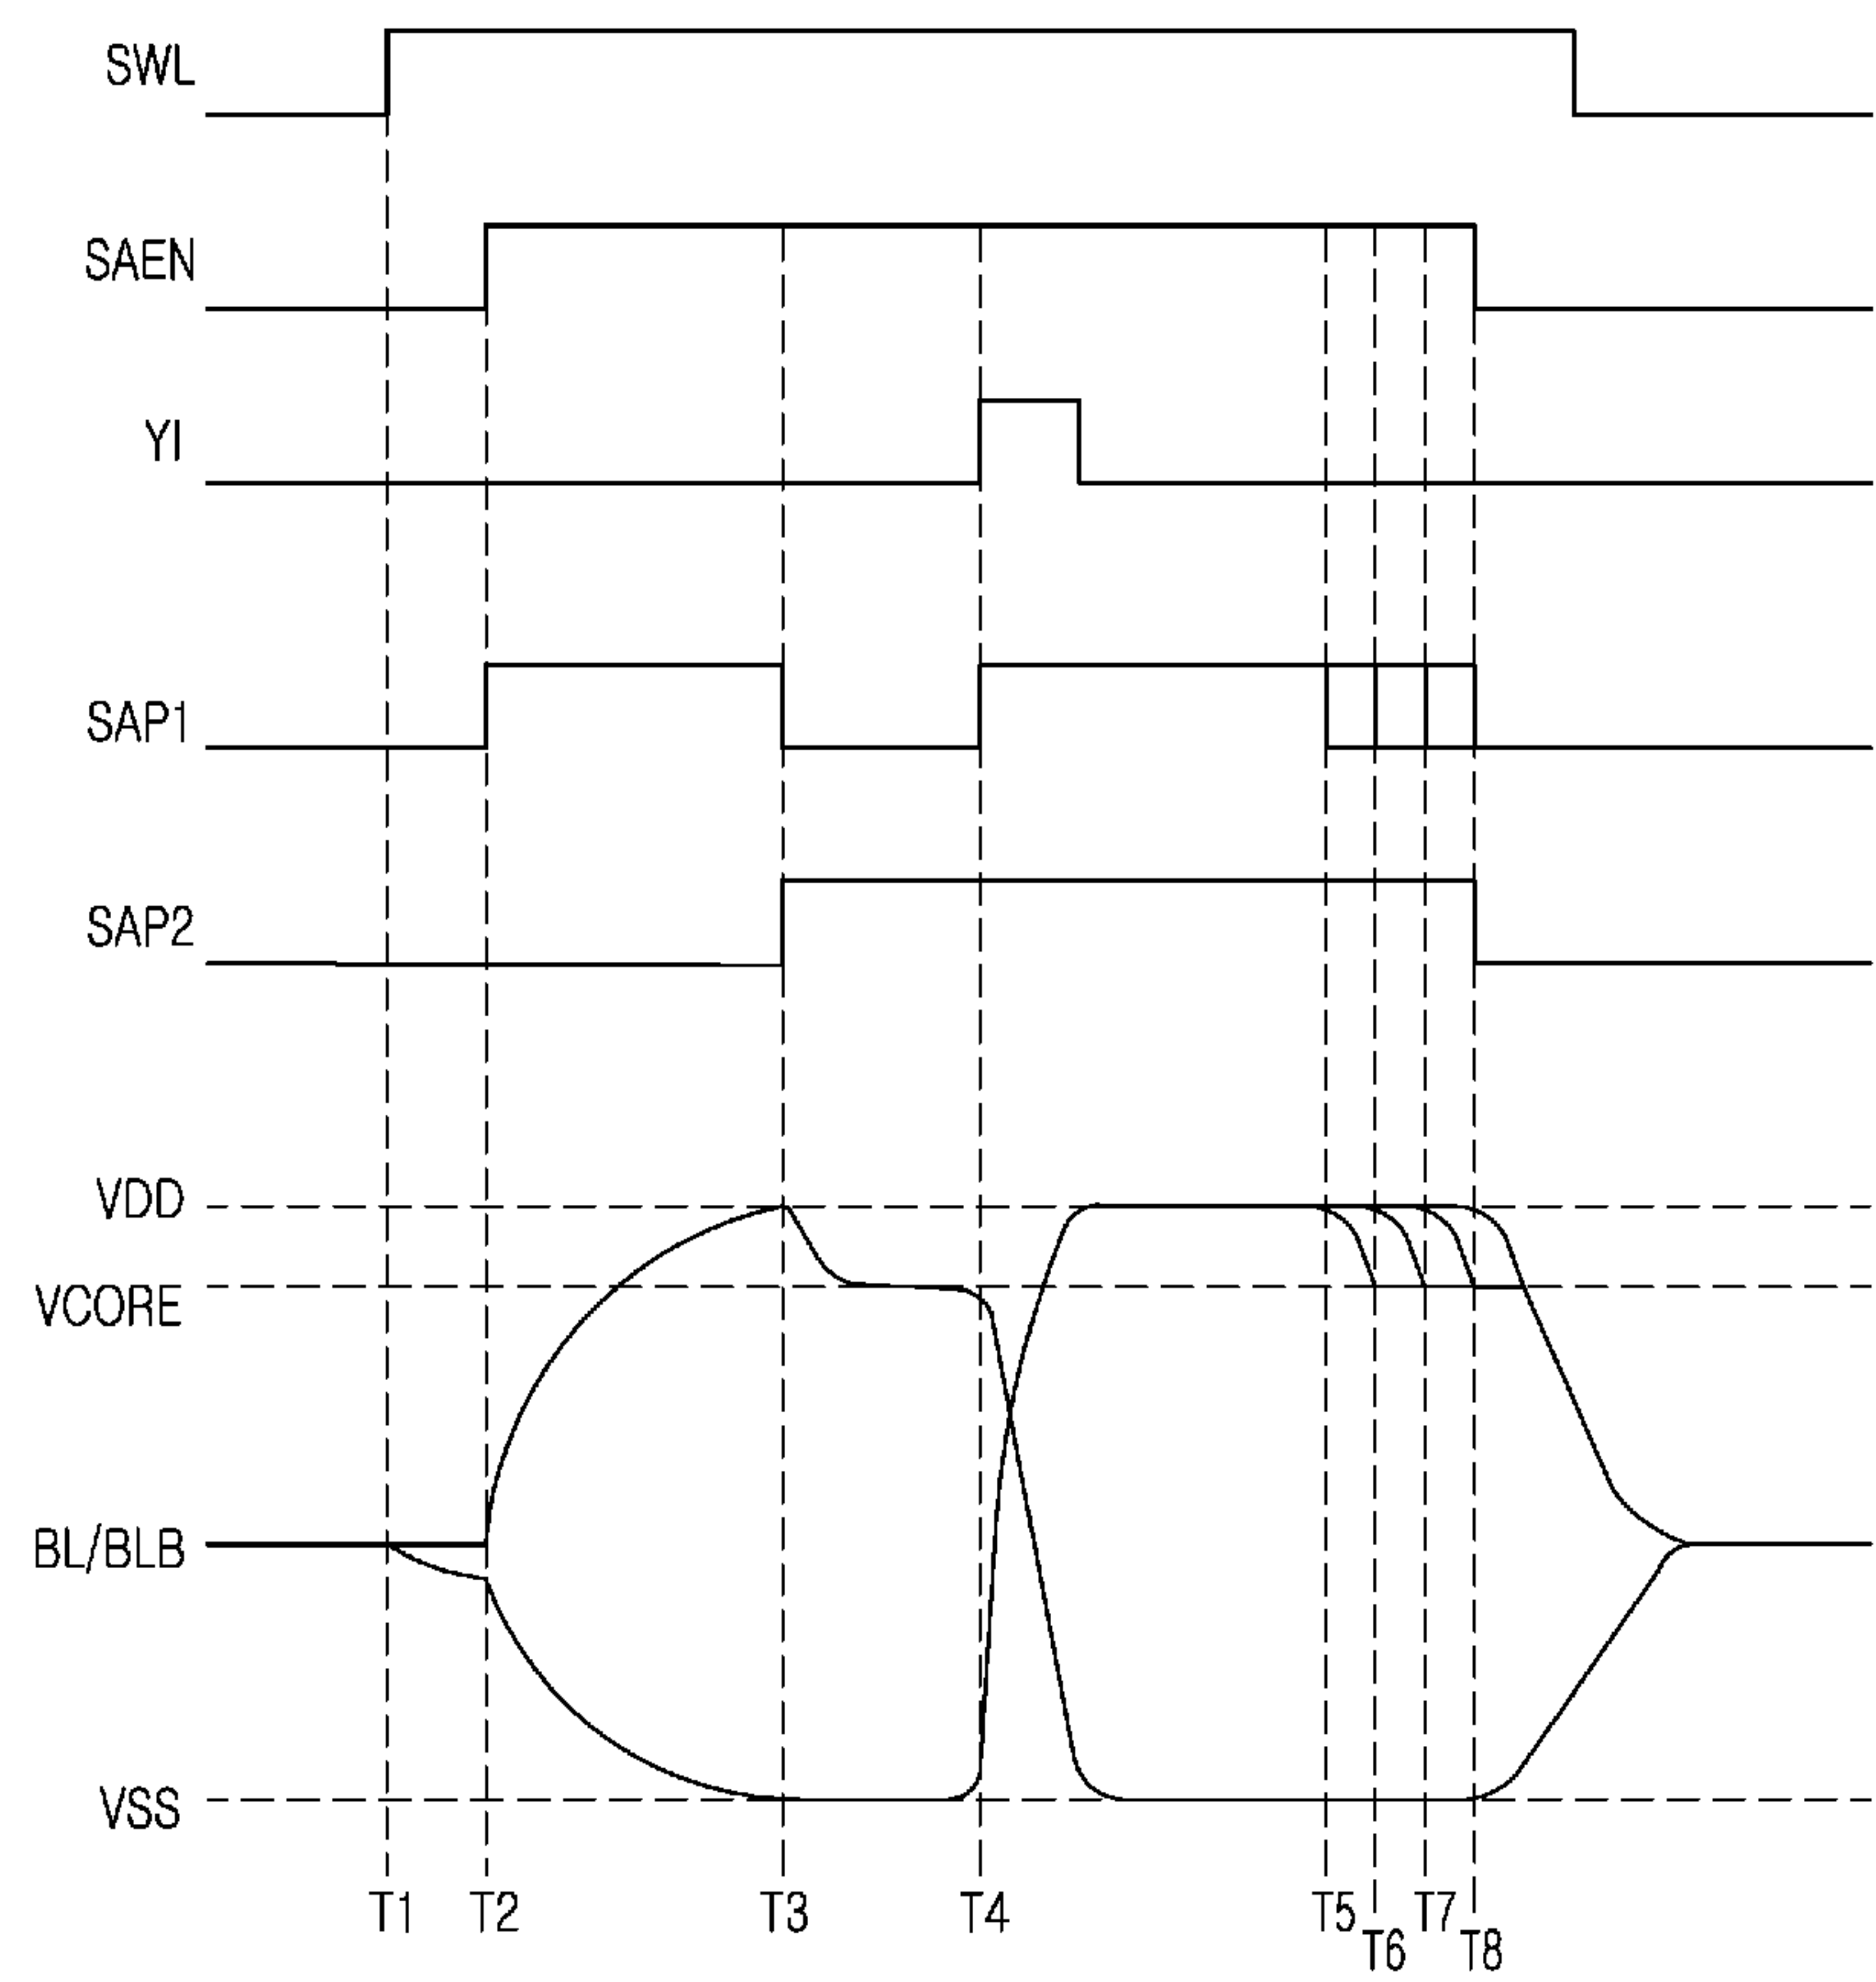 SWL
SAEN
YI
SAP1
SAP2
VDD
VCORE
BL/BLB
VSS
T1 T2 T3 T4 T5 T7
T6 T8